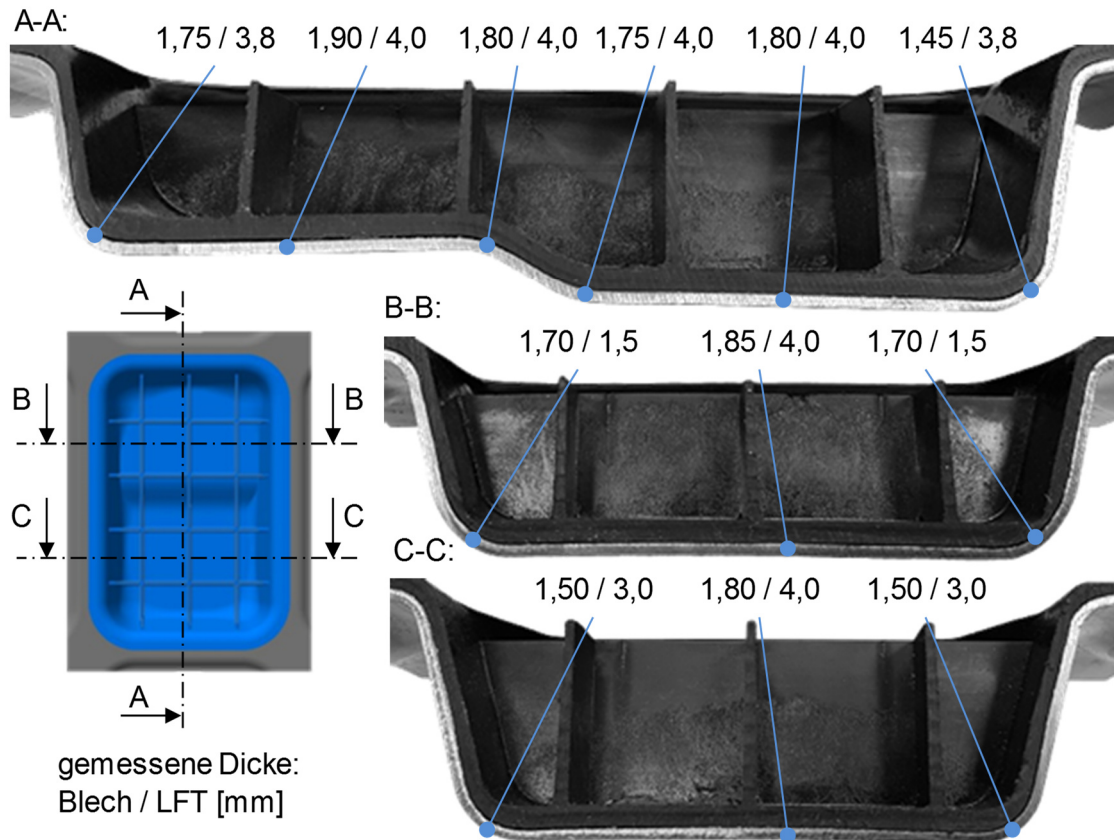 A-A:
1,75 / 3,8 1,90 / 4,0 1,80 / 4,0 1,75 / 4,0 1,80 / 4,0 1,45 / 3,8
A
B-B:
1,70 / 1,5 1,85 / 4,0 1,70 / 1,5
B B
C C
C-C:
1,50 / 3,0 1,80 / 4,0 1,50 / 3,0
A
gemessene Dicke:
Blech / LFT [mm]